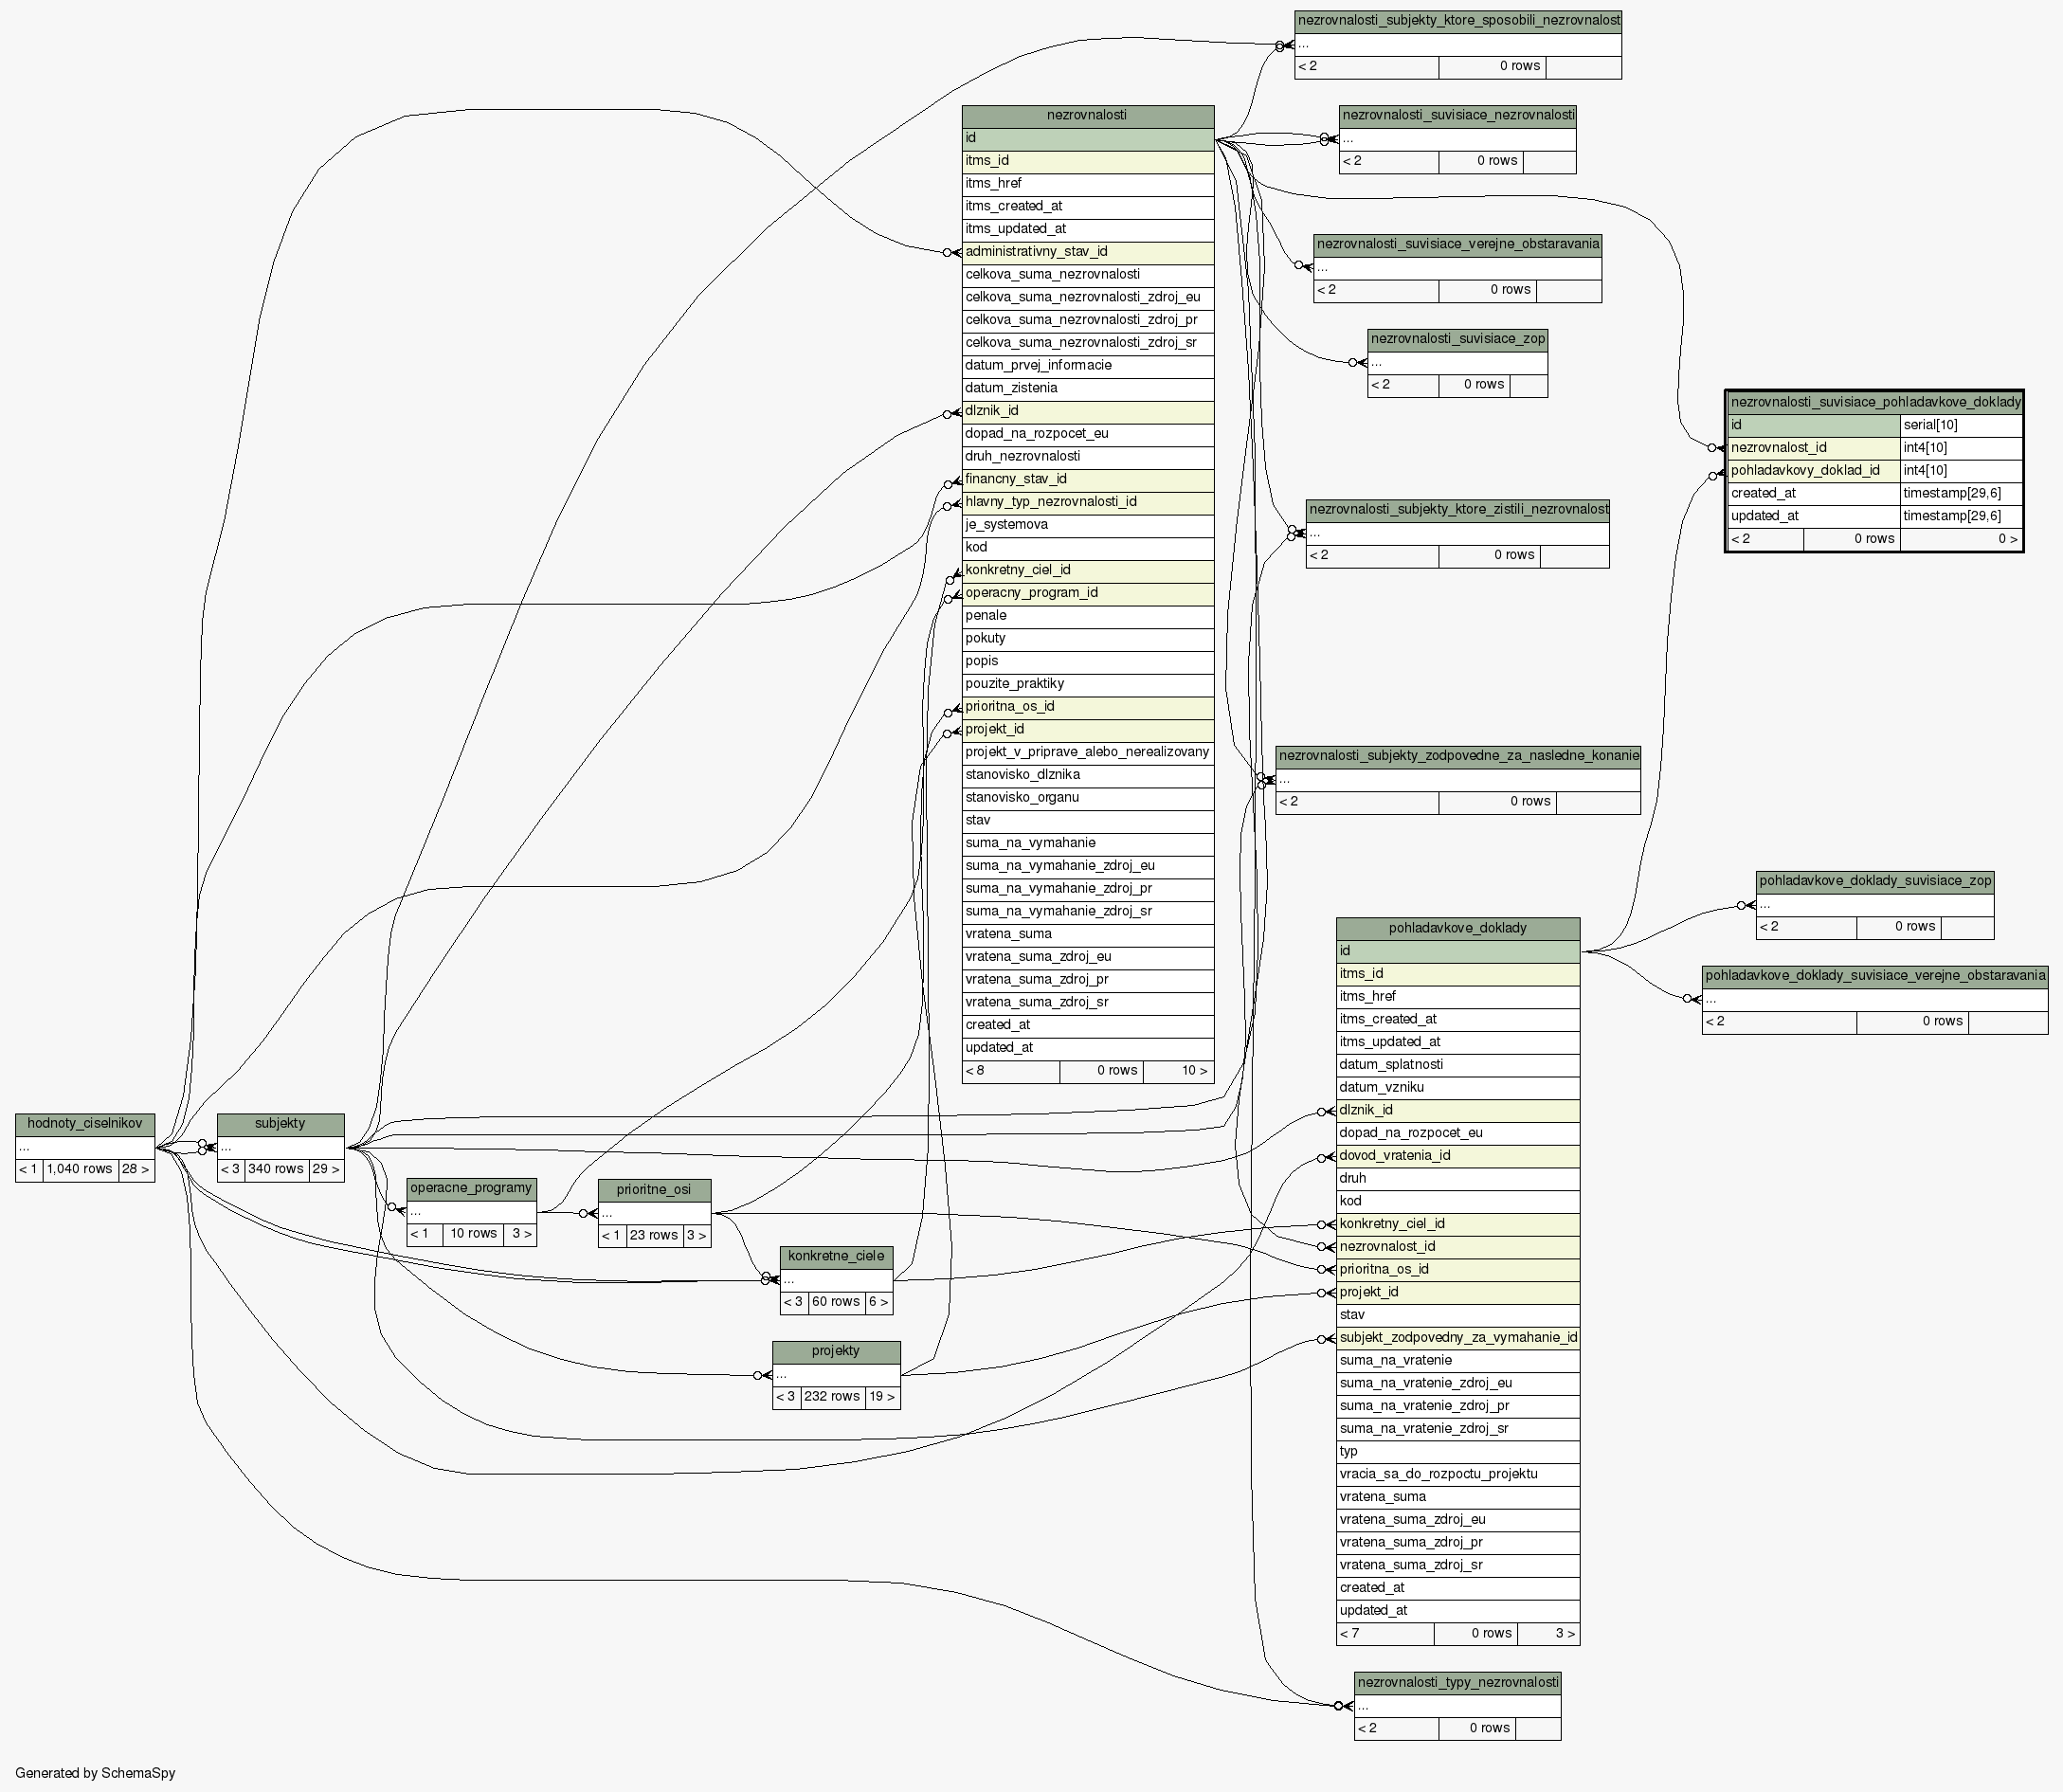 nezrovnalosti_subjekty_ktore_sposobili_nezrovnalost
...
< 2 0 rows
nezrovnalosti
id
itms_id
itms_href
itms_created_at
itms_updated_at
administrativny_stav_id
celkova_suma_nezrovnalosti
celkova_suma_nezrovnalosti_zdroj_eu
celkova_suma_nezrovnalosti_zdroj_pr
celkova_suma_nezrovnalosti_zdroj_sr
datum_prvej_informacie
datum_zistenia
dlznik_id
dopad_na_rozpocet_eu
druh_nezrovnalosti
financny_stav_id
hlavny_typ_nezrovnalosti_id
je_systemova
kod
konkretny_ciel_id
operacny_program_id
penale
pokuty
popis
pouzite_praktiky
prioritna_os_id
projekt_id
projekt_v_priprave_alebo_nerealizovany
stanovisko_dlznika
stanovisko_organu
stav
suma_na_vymahanie
suma_na_vymahanie_zdroj_eu
suma_na_vymahanie_zdroj_pr
suma_na_vymahanie_zdroj_sr
vratena_suma
vratena_suma_zdroj_eu
vratena_suma_zdroj_pr
vratena_suma_zdroj_sr
created_at
updated_at
< 8 0 rows 10 >
nezrovnalosti_suvisiace_nezrovnalosti
...
< 2 0 rows
nezrovnalosti_suvisiace_verejne_obstaravania
...
< 2 0 rows
nezrovnalosti_suvisiace_zop
...
< 2 0 rows
nezrovnalosti_suvisiace_pohladavkove_doklady
id serial[10]
nezrovnalost_id int4[10]
pohladavkovy_doklad_id int4[10]
created_at timestamp[29,6]
updated_at timestamp[29,6]
< 2 0 rows 0 >
nezrovnalosti_subjekty_ktore_zistili_nezrovnalost
...
< 2 0 rows
nezrovnalosti_subjekty_zodpovedne_za_nasledne_konanie
...
< 2 0 rows
pohladavkove_doklady_suvisiace_zop
...
< 2 0 rows
pohladavkove_doklady_suvisiace_verejne_obstaravania
...
< 2 0 rows
pohladavkove_doklady
id
itms_id
itms_href
itms_created_at
itms_updated_at
datum_splatnosti
datum_vzniku
dlznik_id
dopad_na_rozpocet_eu
dovod_vratenia_id
druh
kod
konkretny_ciel_id
nezrovnalost_id
prioritna_os_id
projekt_id
stav
subjekt_zodpovedny_za_vymahanie_id
suma_na_vratenie
suma_na_vratenie_zdroj_eu
suma_na_vratenie_zdroj_pr
suma_na_vratenie_zdroj_sr
typ
vracia_sa_do_rozpoctu_projektu
vratena_suma
vratena_suma_zdroj_eu
vratena_suma_zdroj_pr
vratena_suma_zdroj_sr
created_at
updated_at
< 7 0 rows 3 >
hodnoty_ciselnikov
...
< 1 1,040 rows 28 >
subjekty
...
< 3 340 rows 29 >
operacne_programy
...
< 1 10 rows 3 >
prioritne_osi
...
< 1 23 rows 3 >
konkretne_ciele
...
< 3 60 rows 6 >
projekty
...
< 3 232 rows 19 >
nezrovnalosti_typy_nezrovnalosti
...
< 2 0 rows
Generated by SchemaSpy